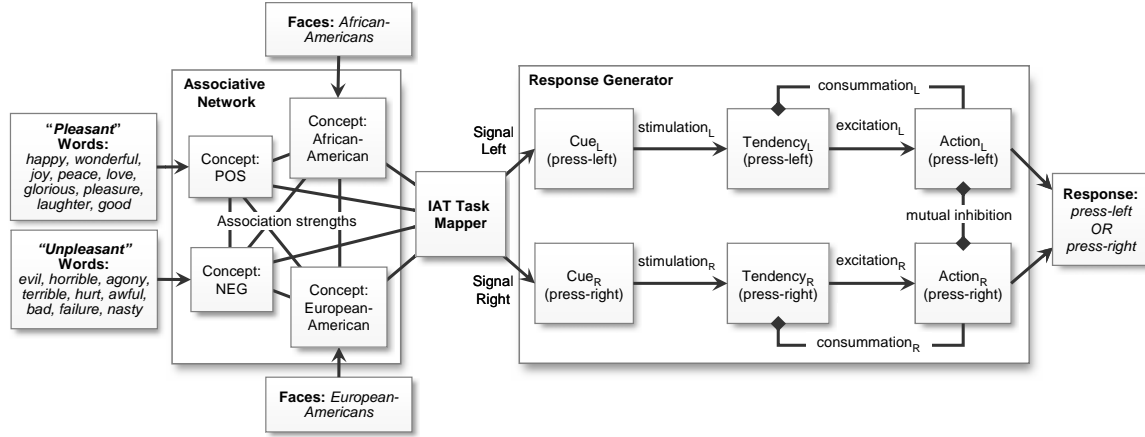 Faces: African-
Americans
Associative
Network
Response Generator
"Pleasant"
Words:
happy, wonderful,
joy, peace, love,
glorious, pleasure,
laughter, good
"Unpleasant"
Words:
evil, horrible, agony,
terrible, hurt, awful,
bad, failure, nasty
Concept:
POS
Concept:
African-
American
Association strengths
Concept:
NEG
Concept:
European-
American
Faces: European-
Americans
IAT Task
Mapper
Signal
Left
Signal
Right
CueL
(press-left)
stimulationL
TendencyL
(press-left)
excitationL
ActionL
(press-left)
consummationL
mutual inhibition
CueR
(press-right)
stimulationR
TendencyR
(press-right)
excitationR
ActionR
(press-right)
consummationR
Response:
press-left
OR
press-right